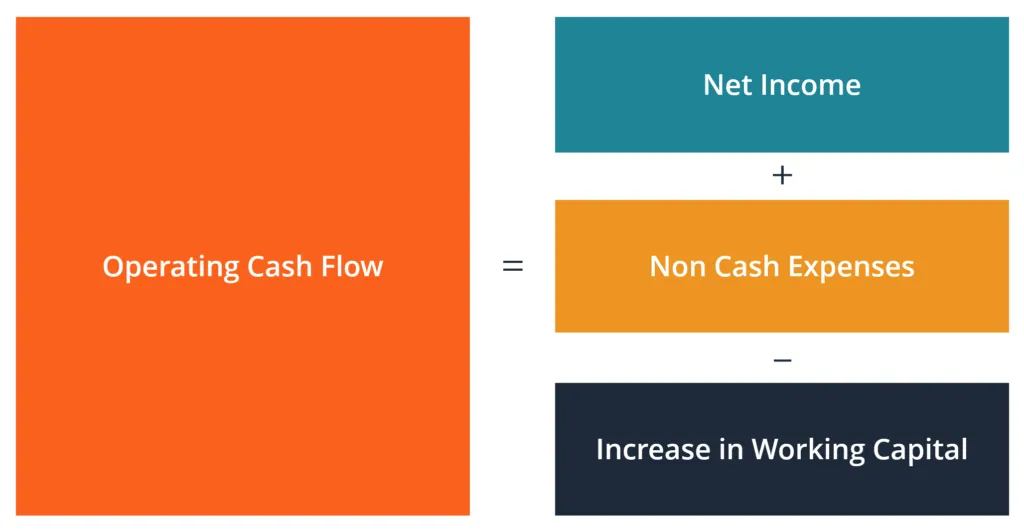 Operating Cash Flow
=
Net Income
+
Non Cash Expenses
–
Increase in Working Capital